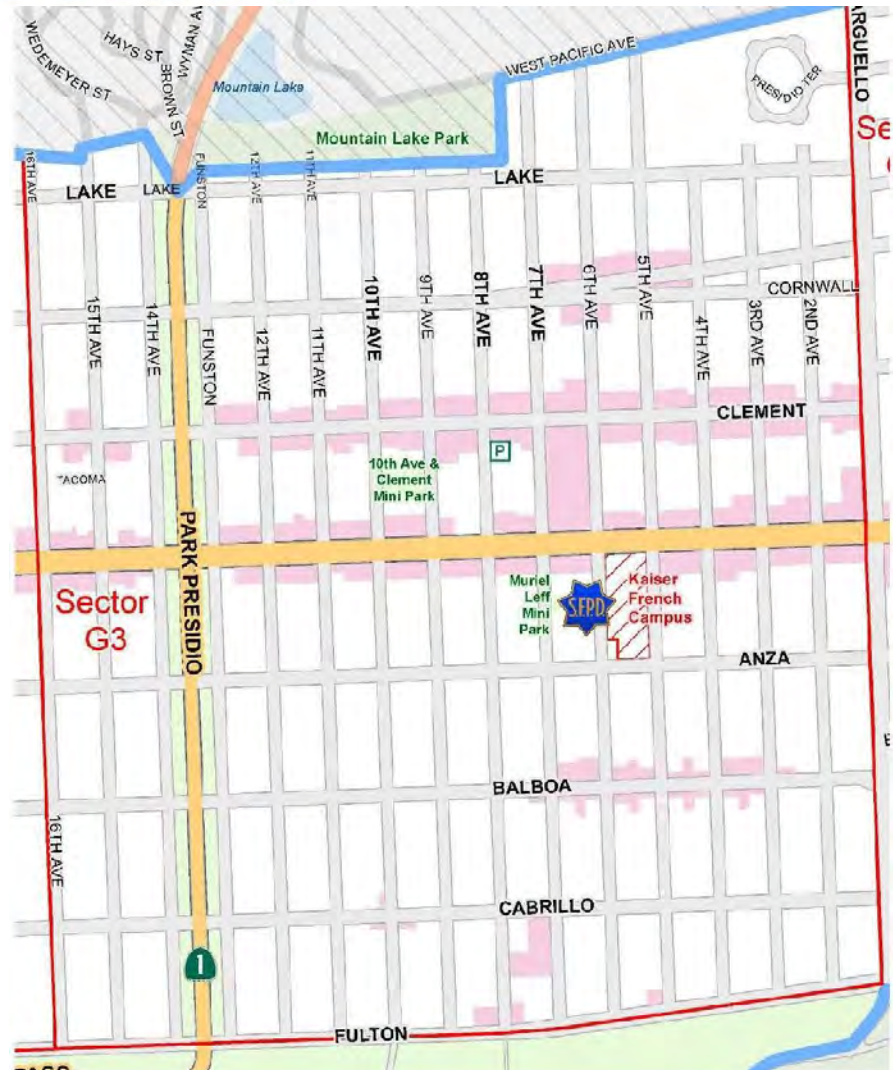 WEDEMEYER ST
HAYS ST
BROWN ST
WYMAN A
Mountain Lake
WEST PACIFIC AVE
PRESIDIO TER
ARGUELLO
Se
Mountain Lake Park
16TH AVE
LAKE
LAKE
FUNSTON
12TH AVE
11TH AVE
LAKE
15TH AVE
14TH AVE
FUNSTON
12TH AVE
11TH AVE
10TH AVE
9TH AVE
8TH AVE
7TH AVE
6TH AVE
5TH AVE
4TH AVE
3RD AVE
2ND AVE
CORNWALL
CLEMENT
TACOMA
10th Ave &
Clement
Mini Park
P
PARK PRESIDIO
Sector
G3
Muriel
Leff
Mini
Park
S.F.P.D.
Kaiser
French
Campus
ANZA
BALBOA
16TH AVE
CABRILLO
1
FULTON